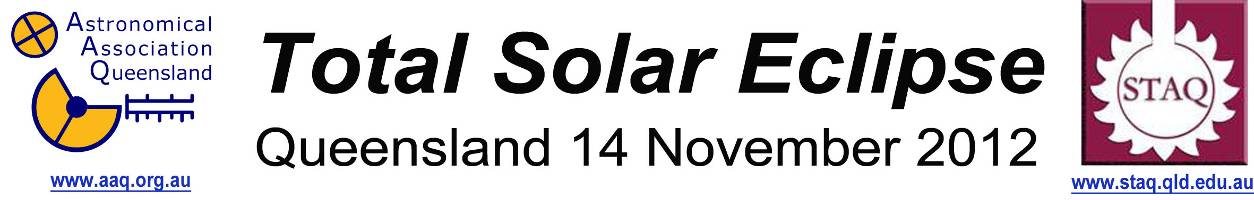 Astronomical
Association
Queensland
www.aaq.org.au
Total Solar Eclipse
Queensland 14 November 2012
STAQ
www.staq.qld.edu.au